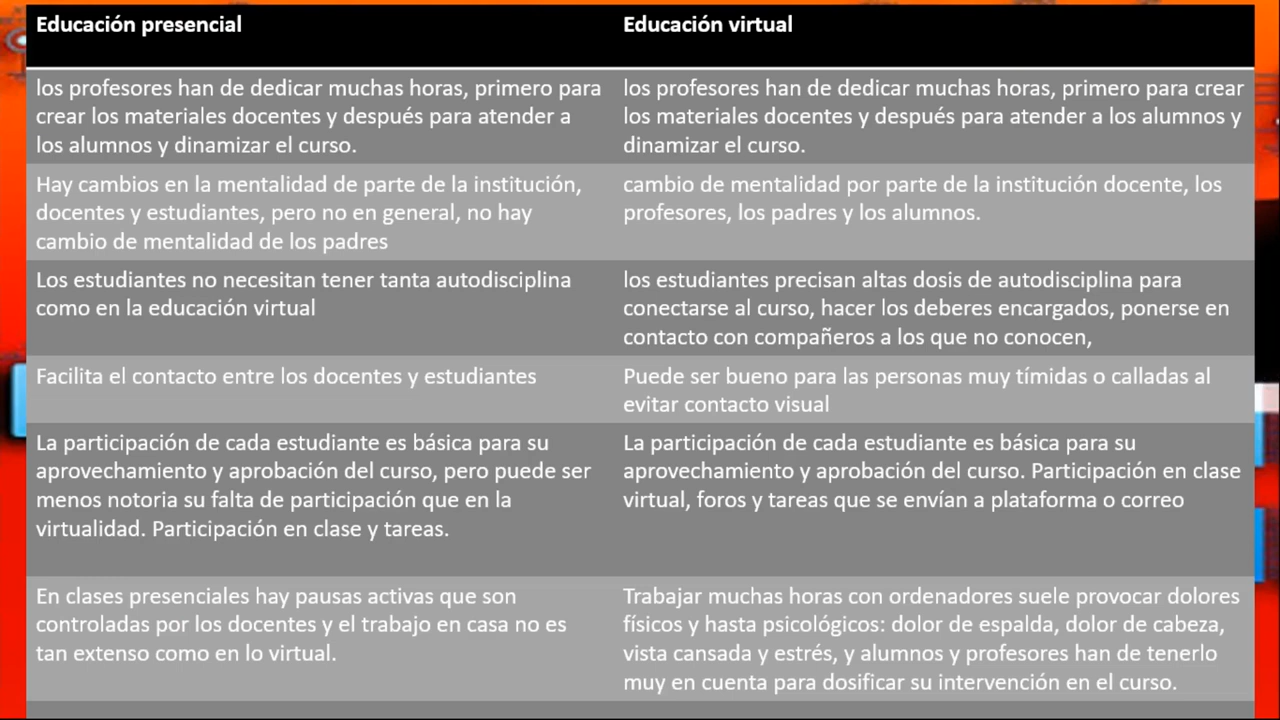 Educación presencial
Educación virtual
los profesores han de dedicar muchas horas, primero para
crear los materiales docentes y después para atender a
los alumnos y dinamizar el curso.
los profesores han de dedicar muchas horas, primero para crear
los materiales docentes y después para atender a los alumnos y
dinamizar el curso.
Hay cambios en la mentalidad de parte de la institución,
docentes y estudiantes, pero no en general, no hay
cambio de mentalidad de los padres
cambio de mentalidad por parte de la institución docente, los
profesores, los padres y los alumnos.
Los estudiantes no necesitan tener tanta autodisciplina
como en la educación virtual
los estudiantes precisan altas dosis de autodisciplina para
conectarse al curso, hacer los deberes encargados, ponerse en
contacto con compañeros a los que no conocen,
Facilita el contacto entre los docentes y estudiantes
Puede ser bueno para las personas muy tímidas o calladas al
evitar contacto visual
La participación de cada estudiante es básica para su
aprovechamiento y aprobación del curso, pero puede ser
menos notoria su falta de participación que en la
virtualidad. Participación en clase y tareas.
La participación de cada estudiante es básica para su
aprovechamiento y aprobación del curso. Participación en clase
virtual, foros y tareas que se envían a plataforma o correo
En clases presenciales hay pausas activas que son
controladas por los docentes y el trabajo en casa no es
tan extenso como en lo virtual.
Trabajar muchas horas con ordenadores suele provocar dolores
físicos y hasta psicológicos: dolor de espalda, dolor de cabeza,
vista cansada y estrés, y alumnos y profesores han de tenerlo
muy en cuenta para dosificar su intervención en el curso.